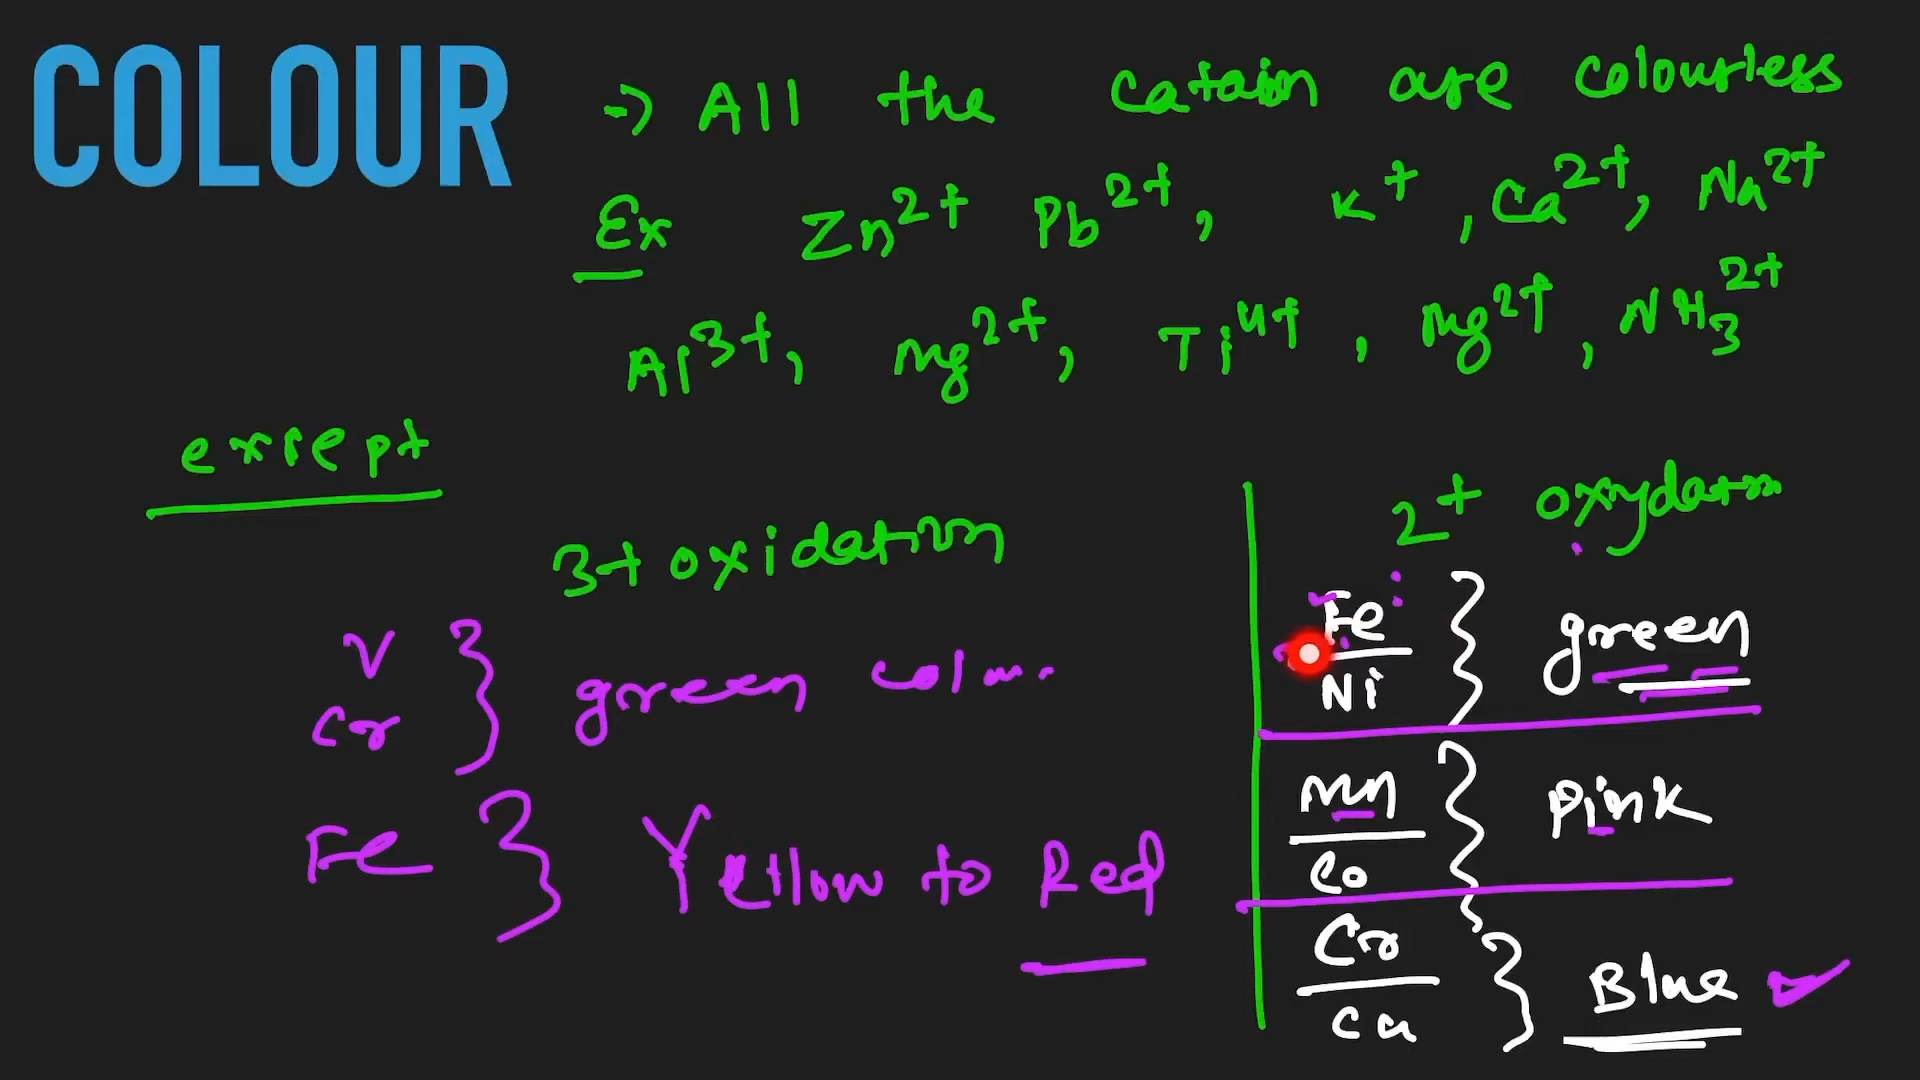 COLOUR
→ All the catain are colourless
Ex Zn²⁺ Pb²⁺, K⁺, Ca²⁺, Na²⁺
Al³⁺, Mg²⁺, Ti⁴⁺, Mg²⁺, NH₃²⁺
except
3+ oxidation
V
Cr
green colour.
Fe
Yellow to Red
2⁺ oxydation
Fe
Ni
green
Mn
Co
Pink
Cr
Cu
Blue